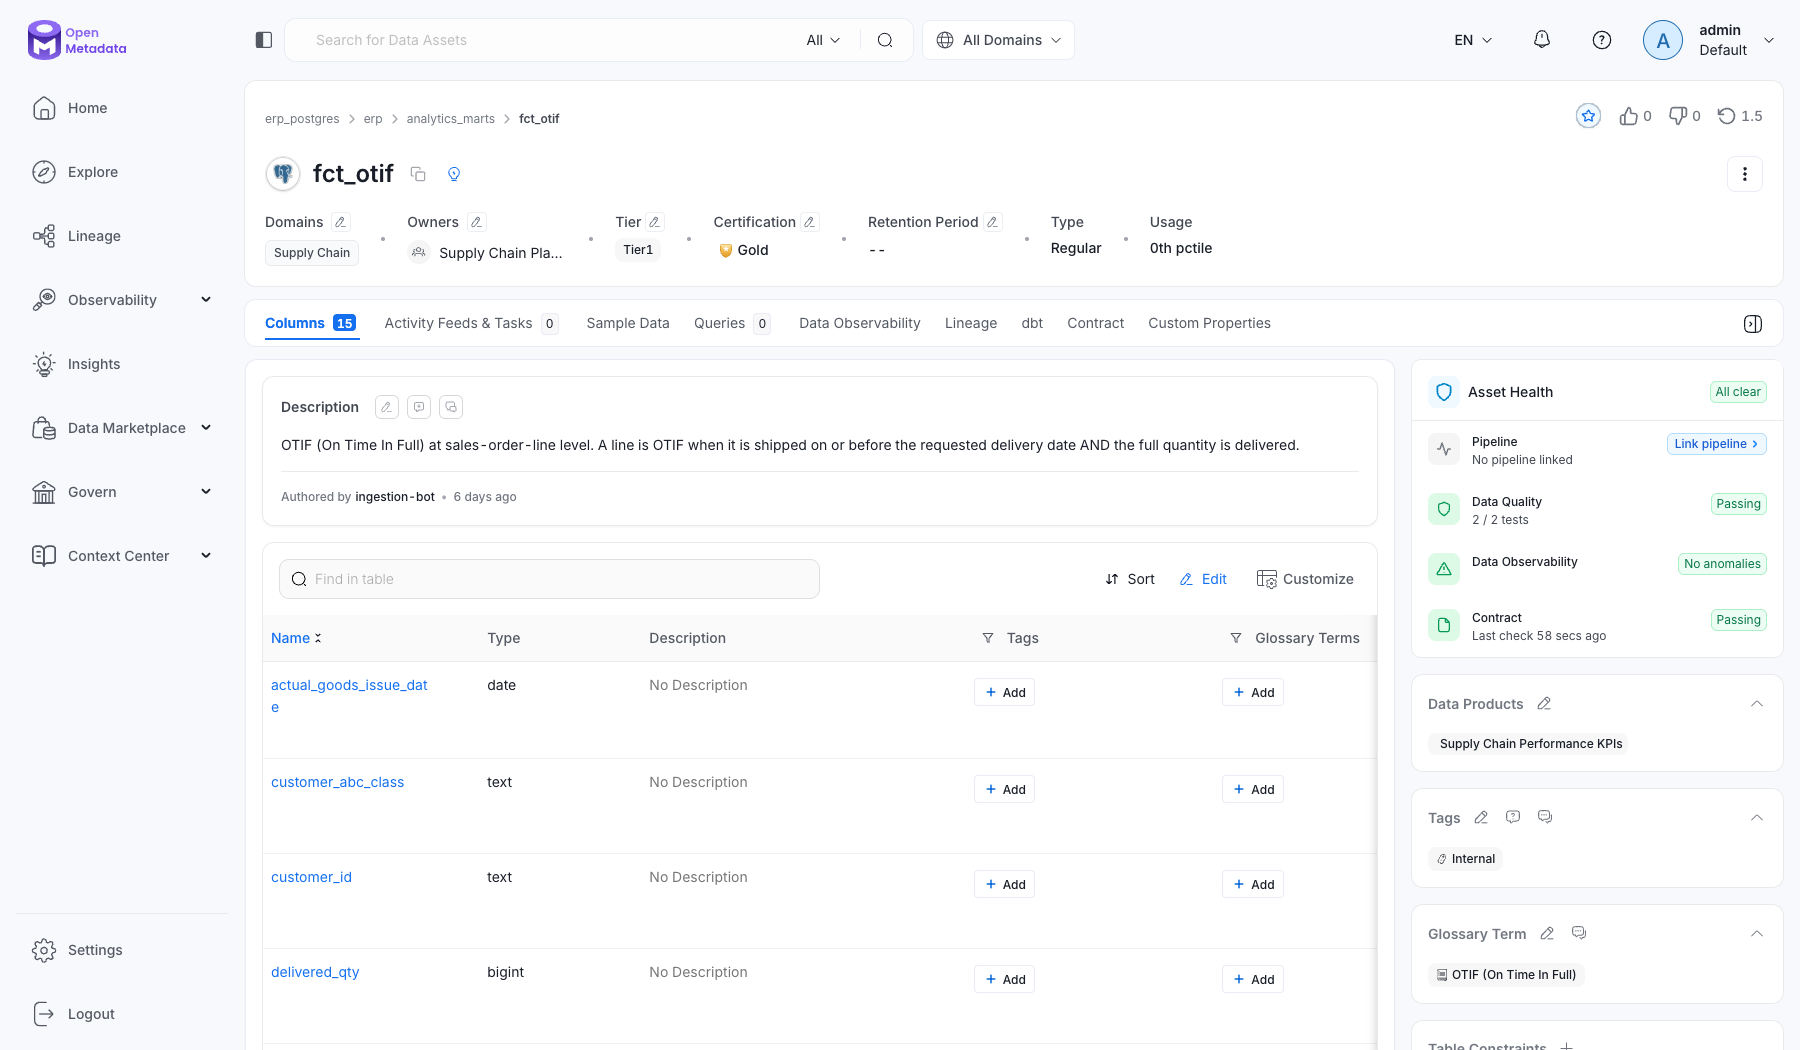 Open
Metadata
Search for Data Assets
All
All Domains
EN
A
admin
Default
Home
Explore
Lineage
Observability
Insights
Data Marketplace
Govern
Context Center
Settings
Logout
erp_postgres > erp > analytics_marts > fct_otif
0
0
1.5
fct_otif
Domains
Supply Chain
Owners
Supply Chain Pla...
Tier
Tier1
Certification
Gold
Retention Period
--
Type
Regular
Usage
0th pctile
Columns 15
Activity Feeds & Tasks 0
Sample Data
Queries 0
Data Observability
Lineage
dbt
Contract
Custom Properties
Description
OTIF (On Time In Full) at sales-order-line level. A line is OTIF when it is shipped on or before the requested delivery date AND the full quantity is delivered.
Authored by ingestion-bot • 6 days ago
Find in table
Sort
Edit
Customize
Name Type Description Tags Glossary Terms
actual_goods_issue_dat
e
date No Description + Add + Add
customer_abc_class text No Description + Add + Add
customer_id text No Description + Add + Add
delivered_qty bigint No Description + Add + Add
Asset Health
All clear
Pipeline
No pipeline linked
Link pipeline >
Data Quality
2 / 2 tests
Passing
Data Observability
No anomalies
Contract
Last check 58 secs ago
Passing
Data Products
Supply Chain Performance KPIs
Tags
Internal
Glossary Term
OTIF (On Time In Full)
Table Constraints +